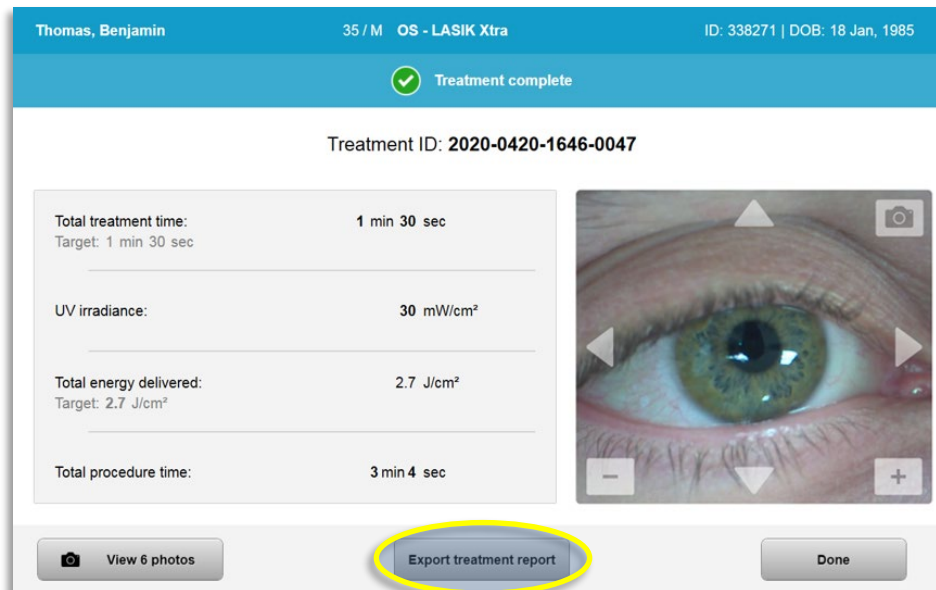 Thomas, Benjamin 35 / M OS - LASIK Xtra ID: 338271 | DOB: 18 Jan, 1985
Treatment complete
Treatment ID: 2020-0420-1646-0047
Total treatment time: 1 min 30 sec
Target: 1 min 30 sec
UV irradiance: 30 mW/cm²
Total energy delivered: 2.7 J/cm²
Target: 2.7 J/cm²
Total procedure time: 3 min 4 sec
View 6 photos Export treatment report Done